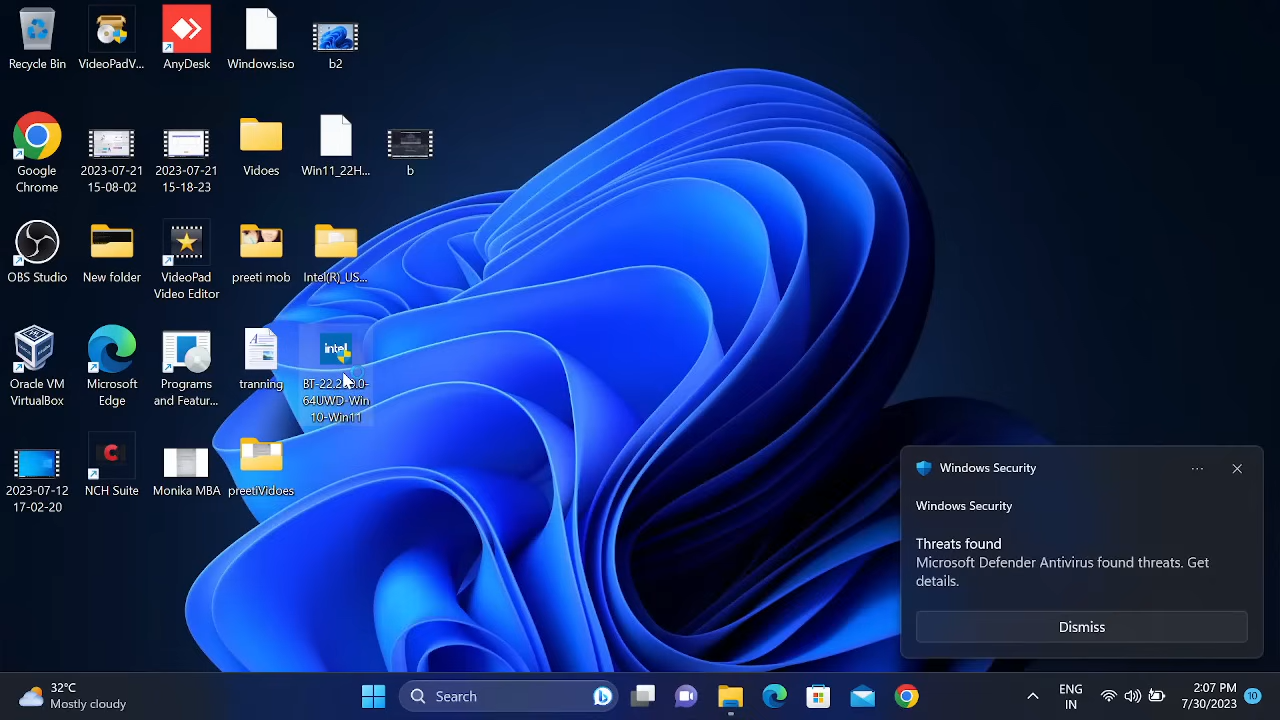 Recycle Bin
VideoPadV...
AnyDesk
Windows.iso
b2
Google
Chrome
2023-07-21
15-08-02
2023-07-21
15-18-23
Vidoes
Win11_22H...
b
OBS Studio
New folder
VideoPad
Video Editor
preeti mob
Intel(R)_US...
Oracle VM
VirtualBox
Microsoft
Edge
Programs
and Featur...
tranning
intel
64UWD-Win
10-Win11
2023-07-12
17-02-20
NCH Suite
Monika MBA
preetiVidoes
Windows Security
Windows Security
Threats found
Microsoft Defender Antivirus found threats. Get
details.
Dismiss
32°C
Mostly cloudy
Search
ENG
IN
2:07 PM
7/30/2023
10